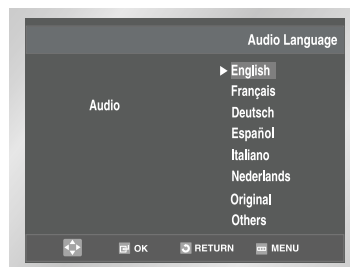 Audio Language
English
Audio
Français
Deutsch
Español
Italiano
Nederlands
Original
Others
OK RETURN MENU